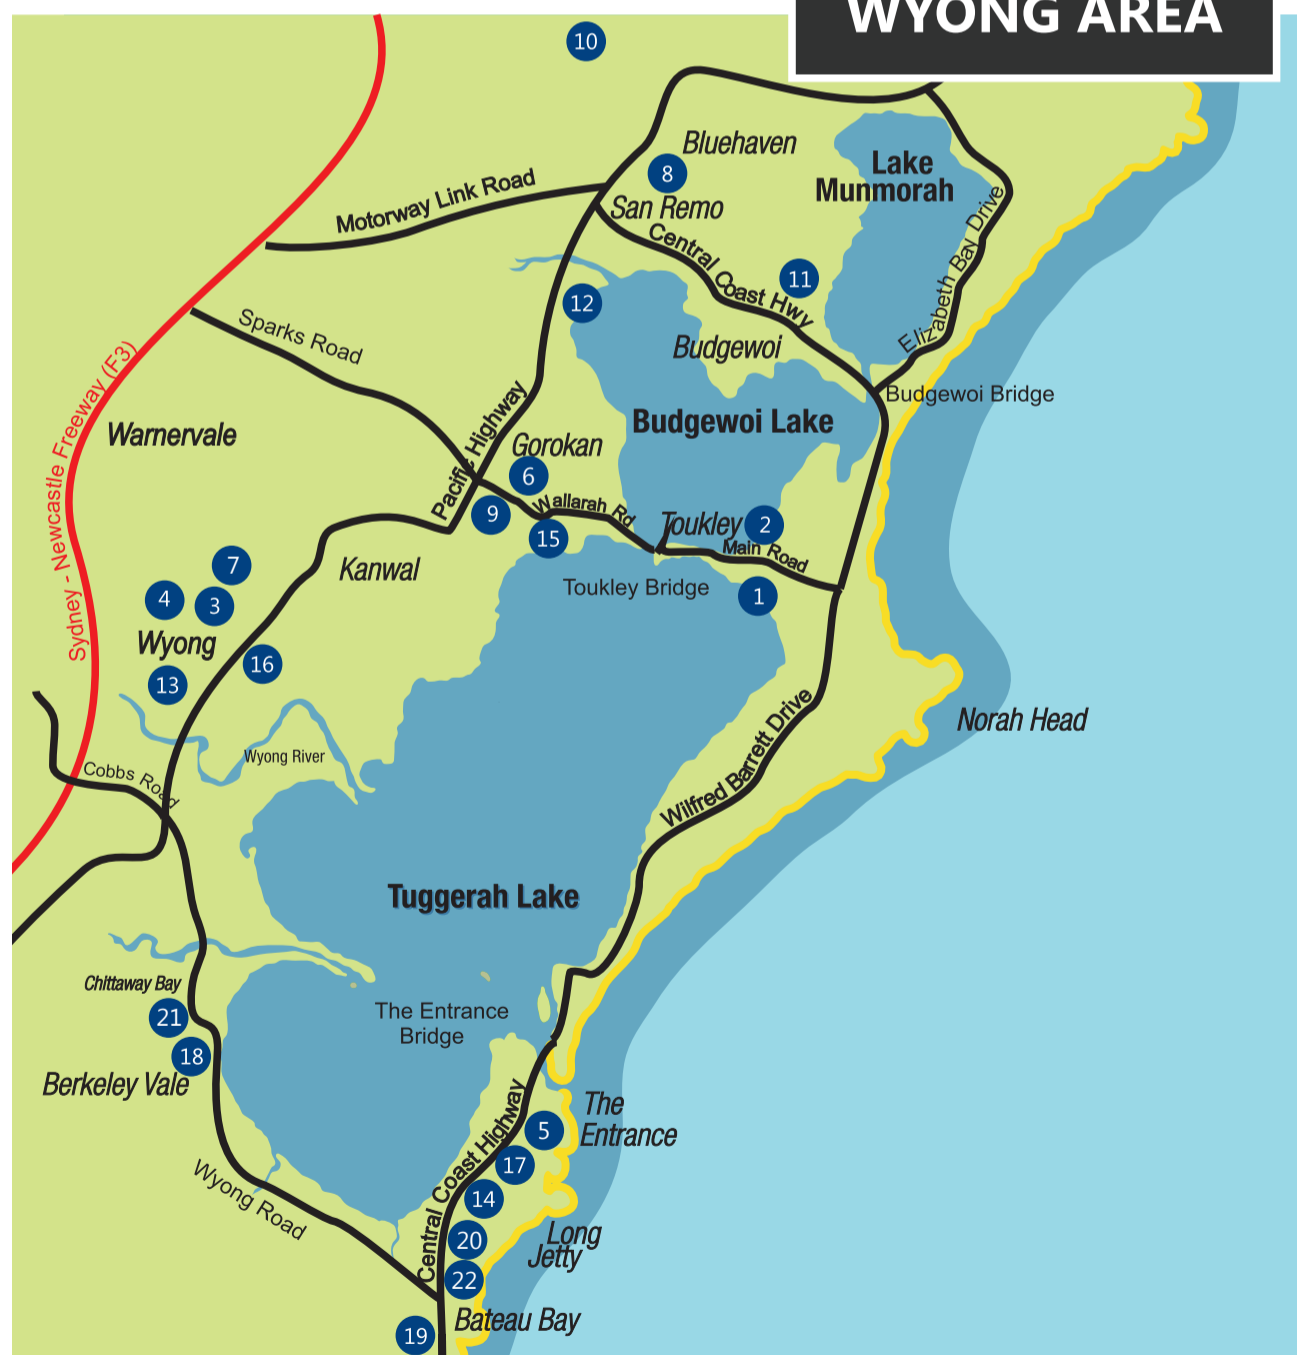 WYONG AREA
10
Bluehaven
8
Lake
Munmorah
Motorway Link Road
San Remo
Central Coast Hwy
Elizabeth Bay Drive
11
12
Sparks Road
Budgewoi
Sydney - Newcastle Freeway (F3)
Budgewoi Bridge
Warnervale
Pacific Highway
Budgewoi Lake
Gorokan
6
9
Wallarah Rd
15
Toukley
2
Main Road
Kanwal
Toukley Bridge
1
7
4
3
Wyong
16
13
Norah Head
Wyong River
Cobbs Road
Wilfred Barrett Drive
Tuggerah Lake
Chittaway Bay
21
The Entrance
Bridge
18
Berkeley Vale
The
Entrance
5
Central Coast Highway
17
Wyong Road
14
20
Long
Jetty
22
Bateau Bay
19